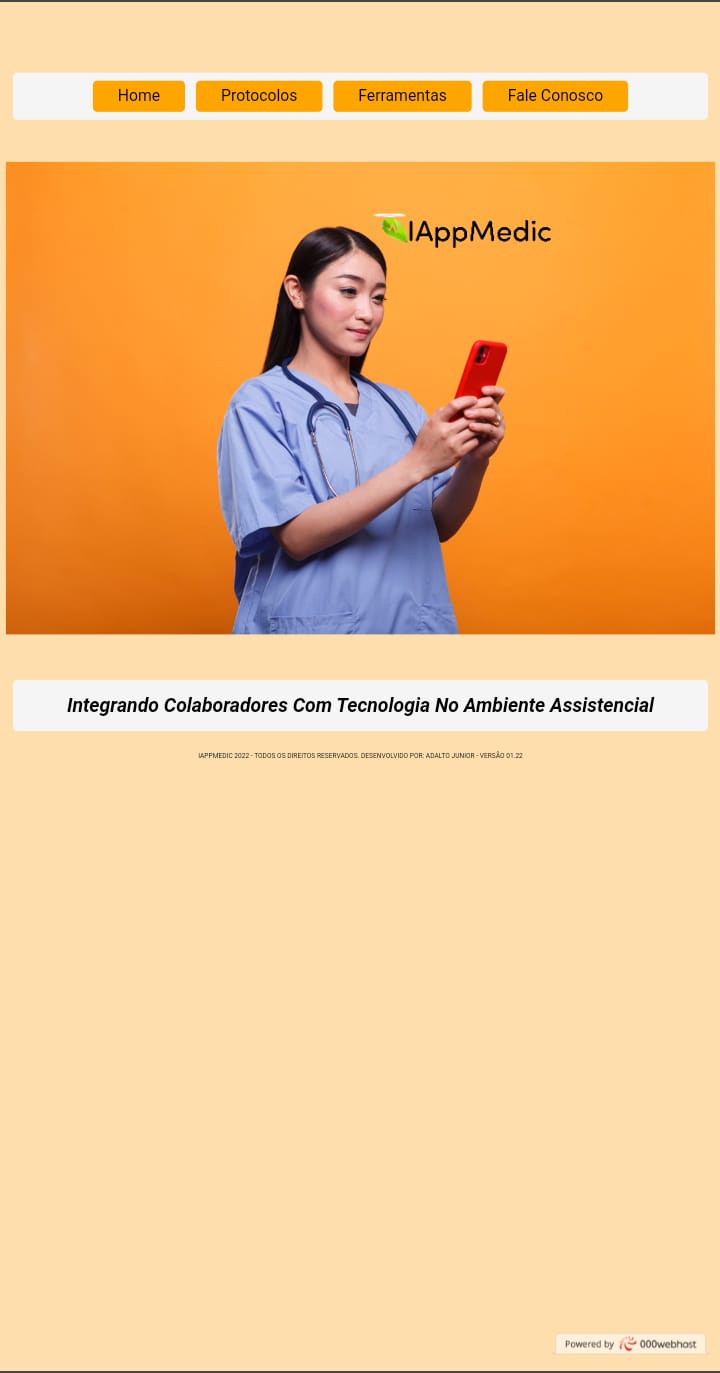 Home Protocolos Ferramentas Fale Conosco
IAppMedic
Integrando Colaboradores Com Tecnologia No Ambiente Assistencial
IAPPMEDIC 2022 - TODOS OS DIREITOS RESERVADOS. DESENVOLVIDO POR: ADALTO JUNIOR - VERSÃO 01.22
Powered by 000webhost